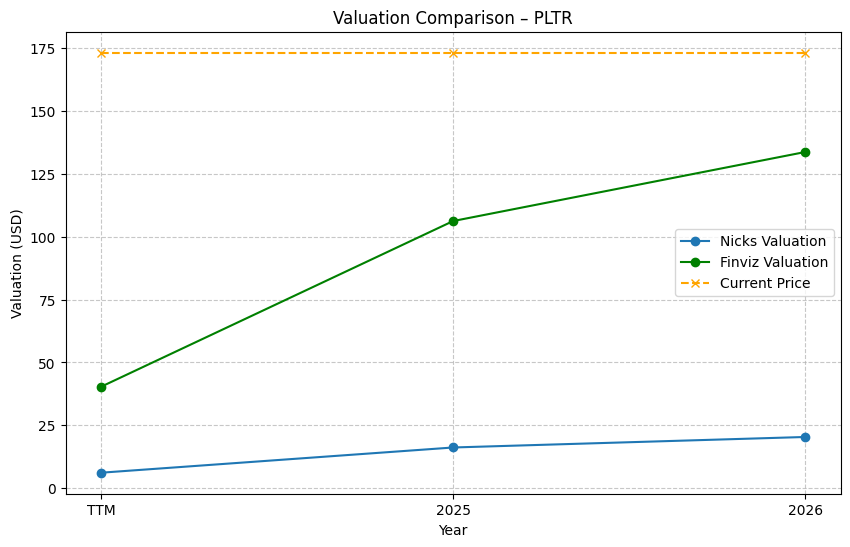 Valuation Comparison – PLTR
Valuation (USD)
175
150
125
100
75
50
25
0
TTM
2025
2026
Year
Nicks Valuation
Finviz Valuation
Current Price